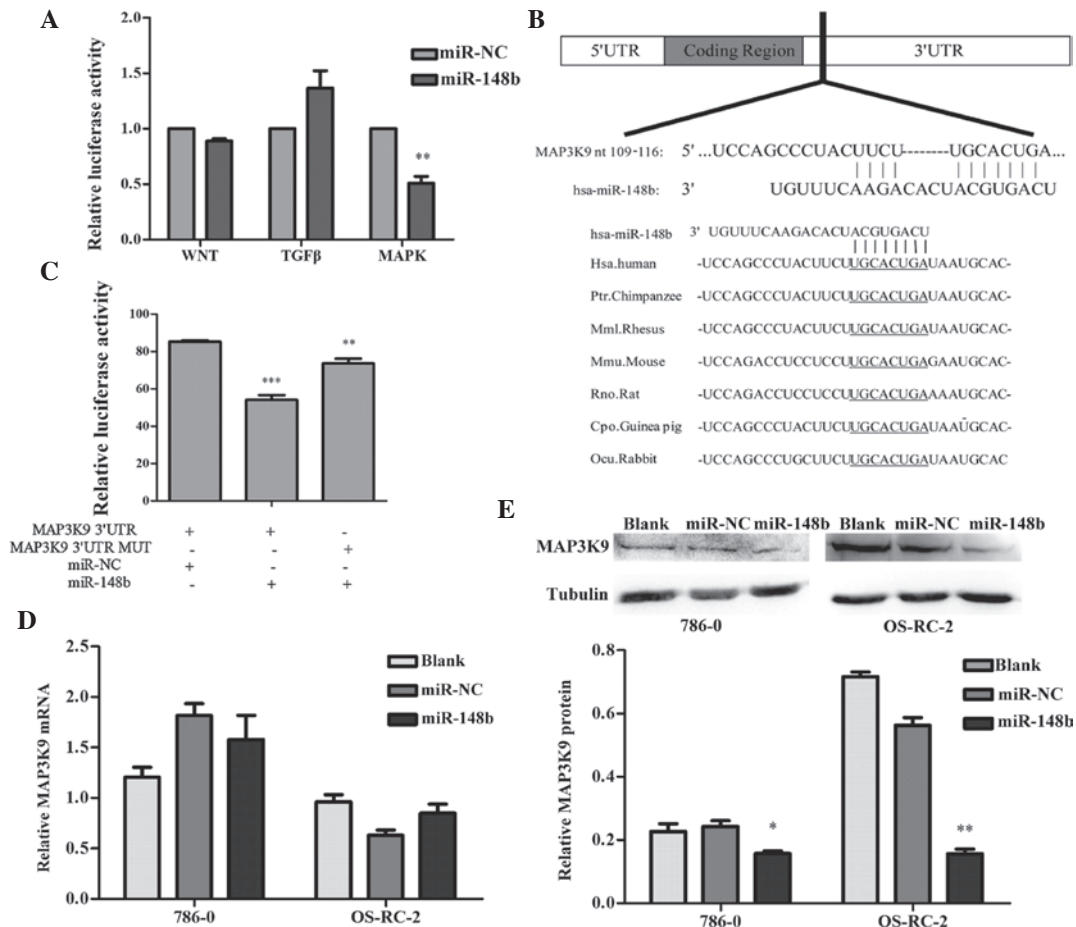 A
Relative luciferase activity
2.0
1.5
1.0
0.5
0.0
miR-NC
miR-148b
**
WNT TGFβ MAPK
B
5'UTR Coding Region 3'UTR
MAP3K9 nt 109-116: 5' ...UCCAGCCCUACUUCU--------UGCACUGA...
hsa-miR-148b: 3' UGUUUCAAGACACUACGUGACU
hsa-miR-148b 3' UGUUUCAAGACACUACGUGACU
Hsa.human -UCCAGCCCUACUUCUUGCACUGAUAAUGCAC-
Ptr.Chimpanzee -UCCAGCCCUACUUCUUGCACUGAUAAUGCAC-
Mml.Rhesus -UCCAGCCCUACUUCUUGCACUGAUAAUGCAC-
Mmu.Mouse -UCCAGACCUCCUCCUUGCACUGAGAAUGCAC-
Rno.Rat -UCCAGACCUCCUCCUUGCACUGAAAAUGCAC-
Cpo.Guinea pig -UCCAGCCCUACUUCUUGCACUGAUAAUGCAC-
Ocu.Rabbit -UCCAGCCCUGCUUCUUGCACUGAUAAUGCAC
C
Relative luciferase activity
100
80
60
40
20
0
*** **
MAP3K9 3'UTR + + -
MAP3K9 3'UTR MUT - - +
miR-NC + - -
miR-148b - + +
D
Relative MAP3K9 mRNA
2.5
2.0
1.5
1.0
0.5
0.0
Blank
miR-NC
miR-148b
786-0 OS-RC-2
E
Blank miR-NC miR-148b Blank miR-NC miR-148b
MAP3K9
Tubulin
786-0 OS-RC-2
Relative MAP3K9 protein
0.8
0.6
0.4
0.2
0.0
Blank
miR-NC
miR-148b
* **
786-0 OS-RC-2